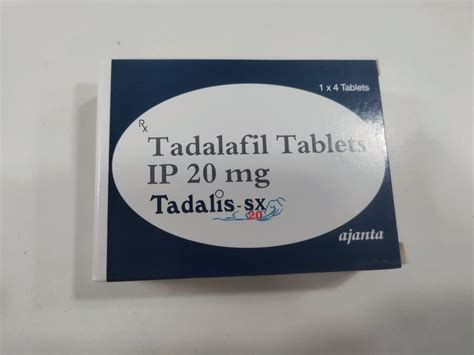 1 x 4 Tablets
Rx
Tadalafil Tablets
IP 20 mg
Tadalis-sx
20
ajanta